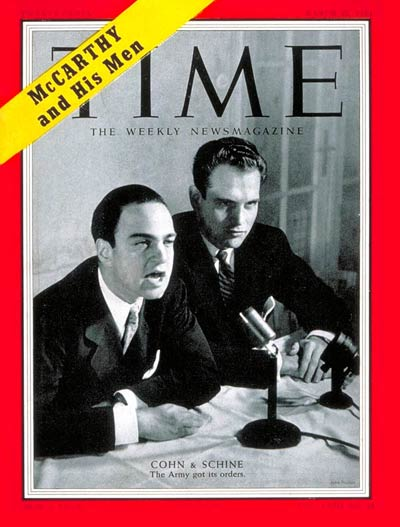 McCARTHY
and His Men
TIME
THE WEEKLY NEWSMAGAZINE
COHN & SCHINE
The Army got its orders.